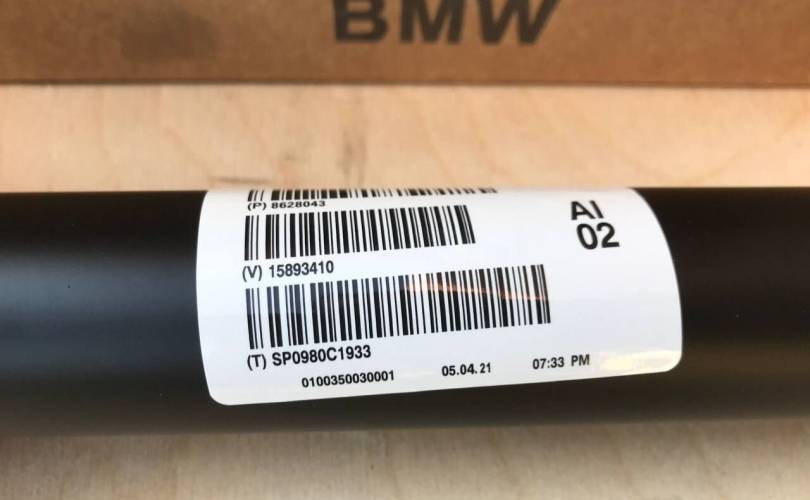 BMW
(P) 8628043
AI
02
(V) 15893410
(T) SP0980C1933
0100350030001 05.04.21 07:33 PM